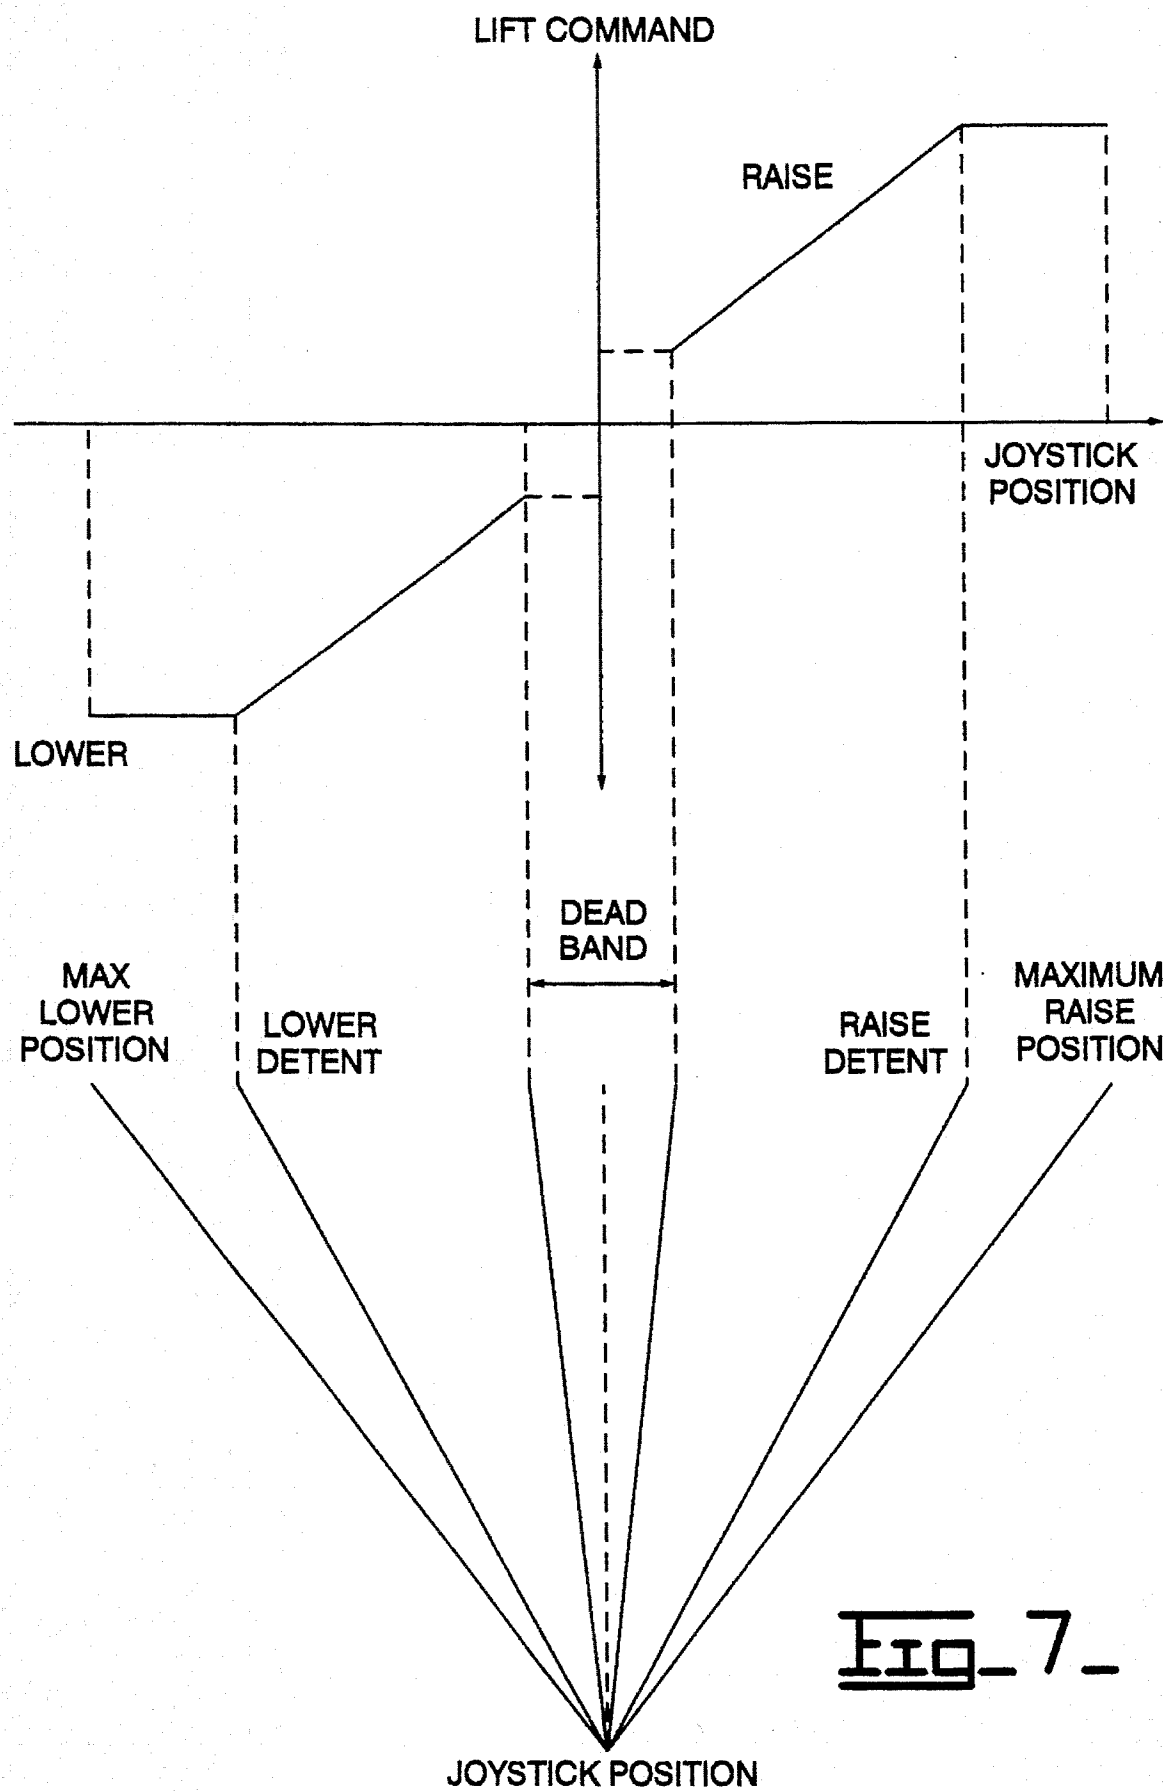 LIFT COMMAND
RAISE
JOYSTICK
POSITION
LOWER
DEAD
BAND
MAX
LOWER
POSITION
LOWER
DETENT
RAISE
DETENT
MAXIMUM
RAISE
POSITION
FIG_7_
JOYSTICK POSITION